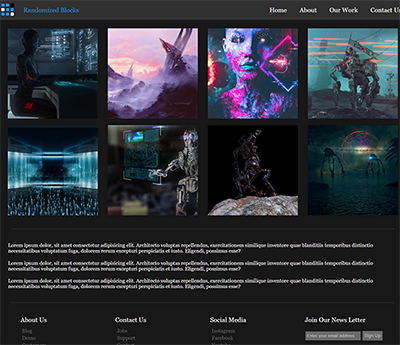 Randomized Blocks
Home About Our Work Contact Us
Lorem ipsum dolor, sit amet consectetur adipisicing elit. Architecto voluptas repellendus, exercitationem similique inventore quae blanditiis temporibus distinctio
necessitatibus voluptatum fuga, dolorem rerum excepturi perspiciatis et iusto. Eligendi, possimus esse?
Lorem ipsum dolor, sit amet consectetur adipisicing elit. Architecto voluptas repellendus, exercitationem similique inventore quae blanditiis temporibus distinctio
necessitatibus voluptatum fuga, dolorem rerum excepturi perspiciatis et iusto. Eligendi, possimus esse?
Lorem ipsum dolor, sit amet consectetur adipisicing elit. Architecto voluptas repellendus, exercitationem similique inventore quae blanditiis temporibus distinctio
necessitatibus voluptatum fuga, dolorem rerum excepturi perspiciatis et iusto. Eligendi, possimus esse?
About Us Contact Us Social Media Join Our News Letter
Blog Jobs Instagram Enter your email address Sign Up
Demo Support Facebook